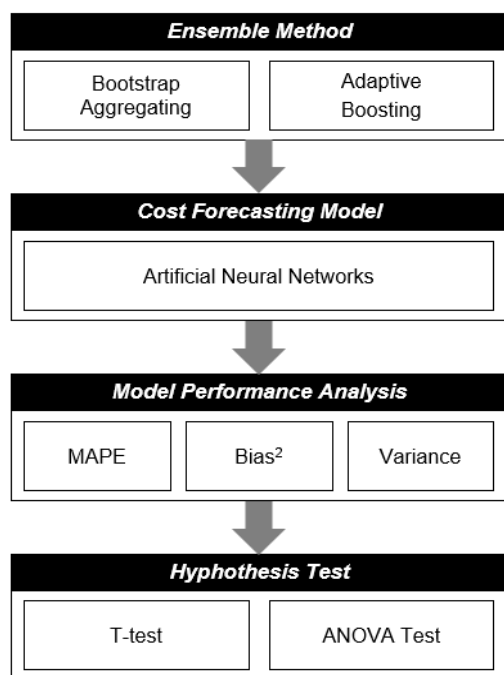 Ensemble Method
Bootstrap
Aggregating
Adaptive
Boosting
Cost Forecasting Model
Artificial Neural Networks
Model Performance Analysis
MAPE
Bias²
Variance
Hyphothesis Test
T-test
ANOVA Test